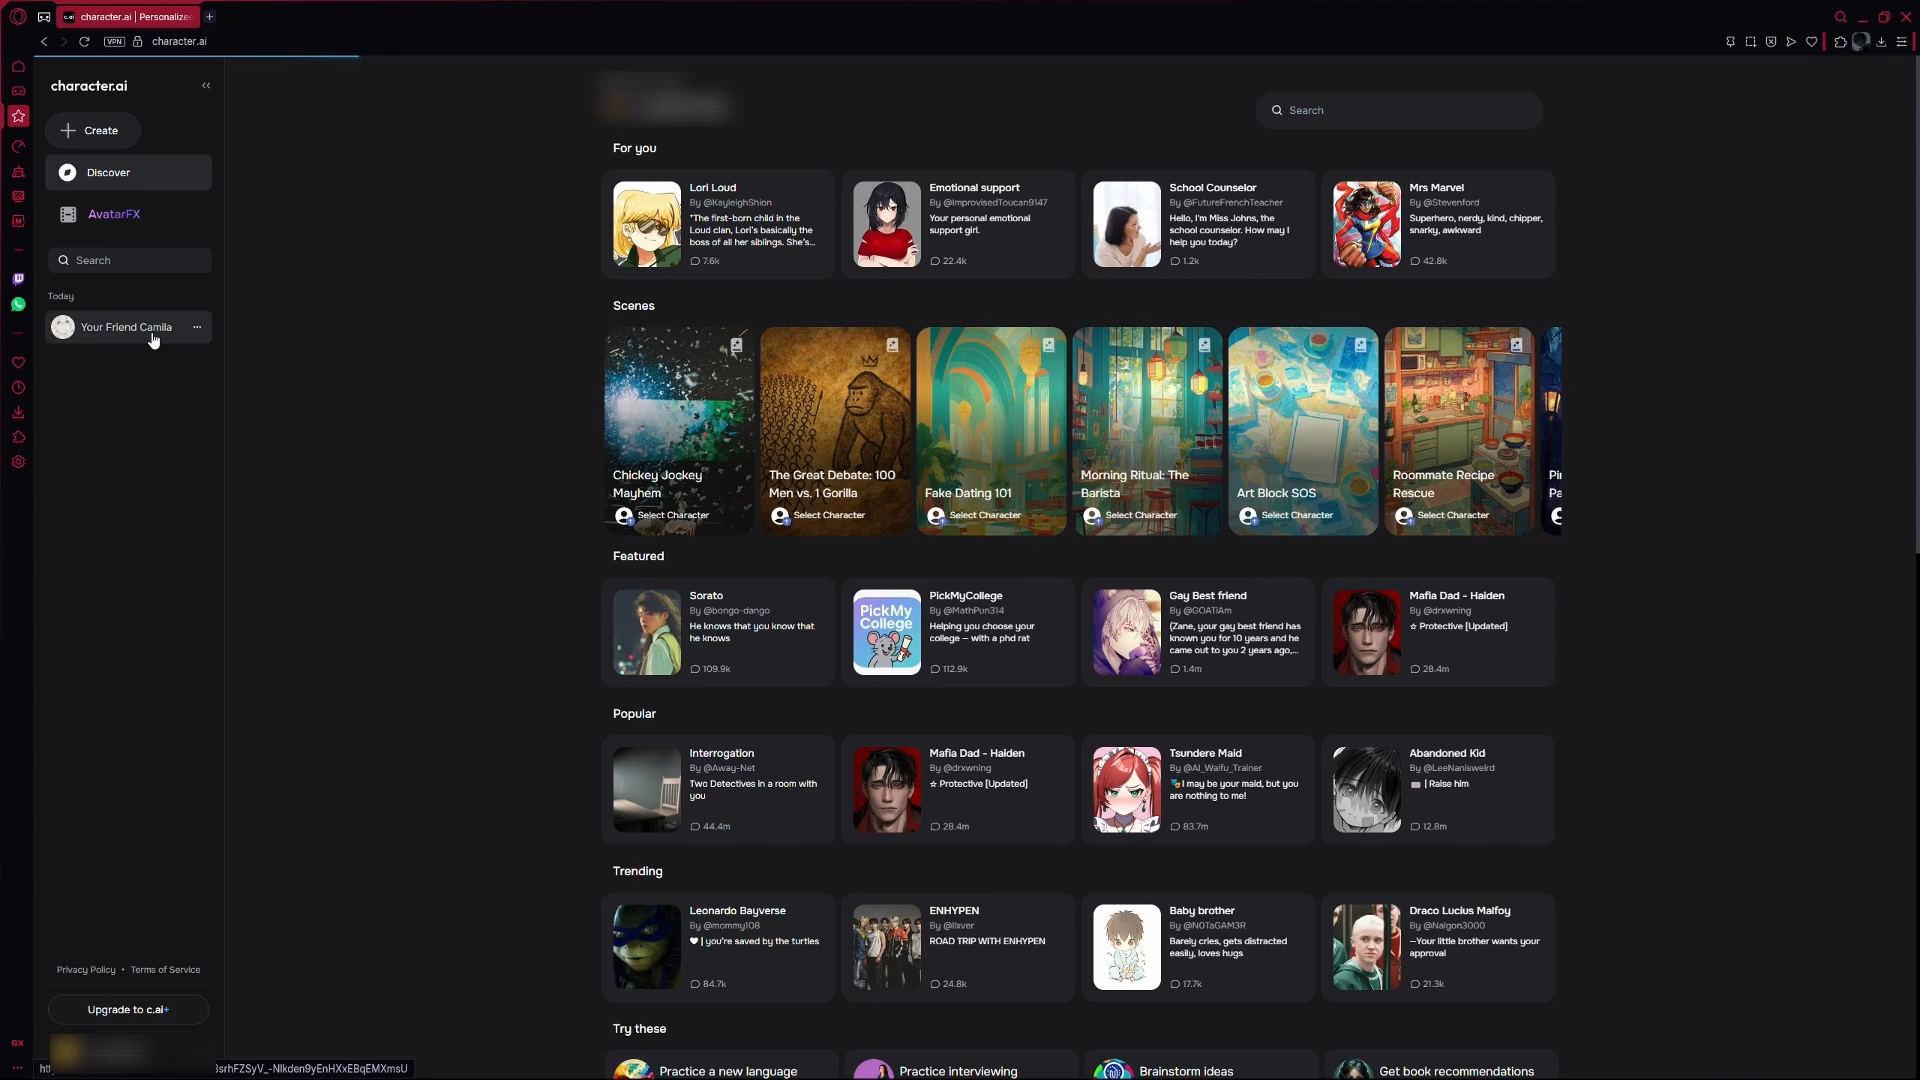 character.ai | Personalize
VPN
character.ai
character.ai
Create
Discover
AvatarFX
Search
Today
Your Friend Camila
Privacy Policy • Terms of Service
Upgrade to c.ai+
GX
Search
For you
Lori Loud
By @KayleighShion
"The first-born child in the
Loud clan, Lori's basically the
boss of all her siblings. She's...
7.6k
Emotional support
By @ImprovisedToucan9147
Your personal emotional
support girl.
22.4k
School Counselor
By @FutureFrenchTeacher
Hello, I'm Miss Johns, the
school counselor. How may I
help you today?
1.2k
Mrs Marvel
By @Stevenford
Superhero, nerdy, kind, chipper,
snarky, awkward
42.8k
Scenes
Chickey Jockey
Mayhem
Select Character
The Great Debate: 100
Men vs. 1 Gorilla
Select Character
Fake Dating 101
Select Character
Morning Ritual: The
Barista
Select Character
Art Block SOS
Select Character
Roommate Recipe
Rescue
Select Character
Featured
Sorato
By @bongo-dango
He knows that you know that
he knows
109.9k
PickMy
College
PickMyCollege
By @MathPun314
Helping you choose your
college — with a phd rat
112.9k
Gay Best friend
By @GOATiAm
(Zane, your gay best friend has
known you for 10 years and he
came out to you 2 years ago,...
1.4m
Mafia Dad - Haiden
By @drxwning
☆ Protective [Updated]
28.4m
Popular
Interrogation
By @Away-Net
Two Detectives in a room with
you
44.4m
Mafia Dad - Haiden
By @drxwning
☆ Protective [Updated]
28.4m
Tsundere Maid
By @AI_Waifu_Trainer
🎭I may be your maid, but you
are nothing to me!
83.7m
Abandoned Kid
By @LeeNanisweird
| Raise him
12.8m
Trending
Leonardo Bayverse
By @mommy108
🤍 | you're saved by the turtles
84.7k
ENHYPEN
By @lixver
ROAD TRIP WITH ENHYPEN
24.8k
Baby brother
By @N0TaGAM3R
Barely cries, gets distracted
easily, loves hugs
17.7k
Draco Lucius Malfoy
By @Nalgon3000
—Your little brother wants your
approval
21.3k
Try these
Practice a new language
Practice interviewing
Brainstorm ideas
Get book recommendations